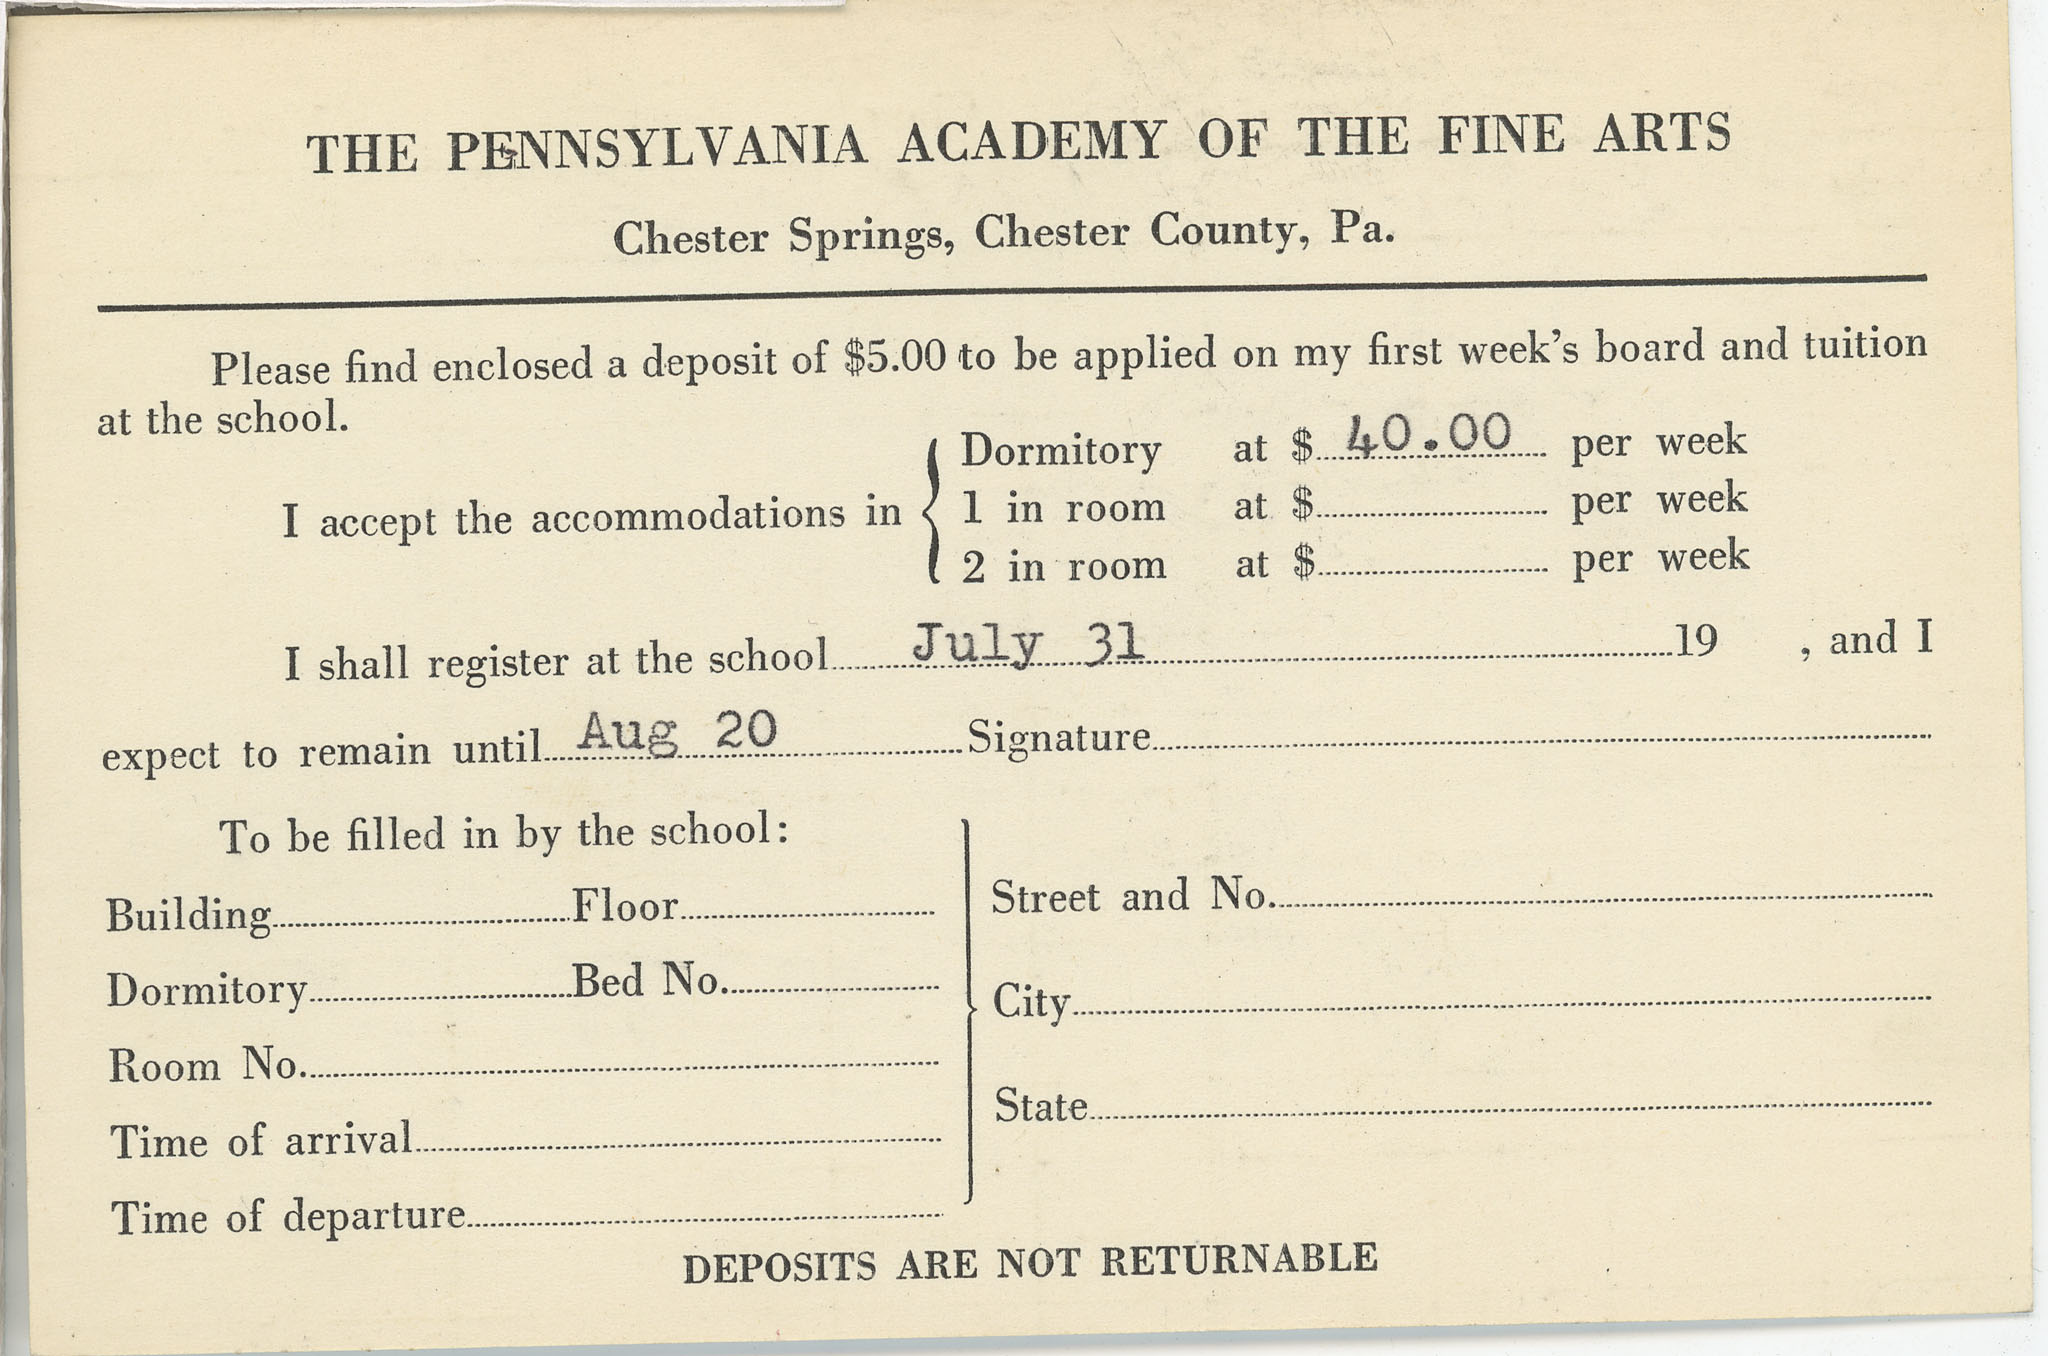 THE PENNSYLVANIA ACADEMY OF THE FINE ARTS
Chester Springs, Chester County, Pa.
Please find enclosed a deposit of $5.00 to be applied on my first week's board and tuition
at the school.
I accept the accommodations in { Dormitory at $ 40.00 per week
1 in room at $ per week
2 in room at $ per week
I shall register at the school July 31 19 , and I
expect to remain until Aug 20 Signature
To be filled in by the school:
Building Floor
Dormitory Bed No.
Room No.
Time of arrival
Time of departure
Street and No.
City
State
DEPOSITS ARE NOT RETURNABLE